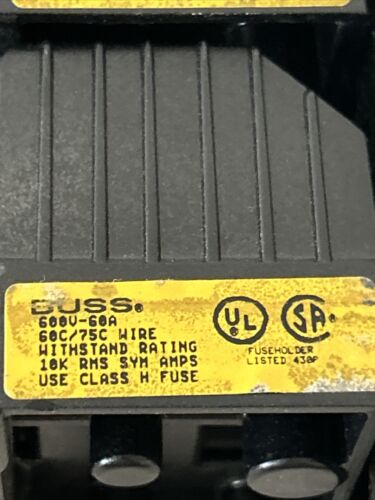 BUSS®
600V-60A
60C/75C WIRE
WITHSTAND RATING
10K RMS SYM AMPS
USE CLASS H FUSE
UL
SA
FUSEHOLDER
LISTED 430P